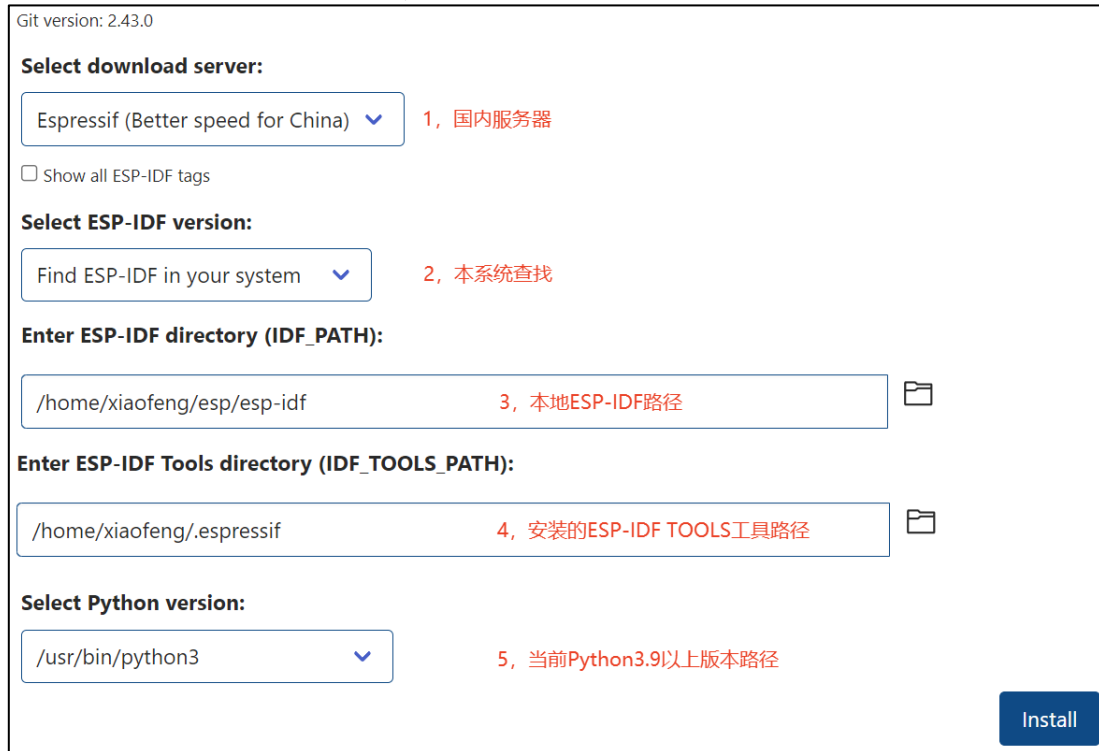 Git version: 2.43.0
Select download server:
Espressif (Better speed for China) 1，国内服务器
Show all ESP-IDF tags
Select ESP-IDF version:
Find ESP-IDF in your system 2，本系统查找
Enter ESP-IDF directory (IDF_PATH):
/home/xiaofeng/esp/esp-idf 3，本地ESP-IDF路径
Enter ESP-IDF Tools directory (IDF_TOOLS_PATH):
/home/xiaofeng/.espressif 4，安装的ESP-IDF TOOLS工具路径
Select Python version:
/usr/bin/python3 5，当前Python3.9以上版本路径
Install